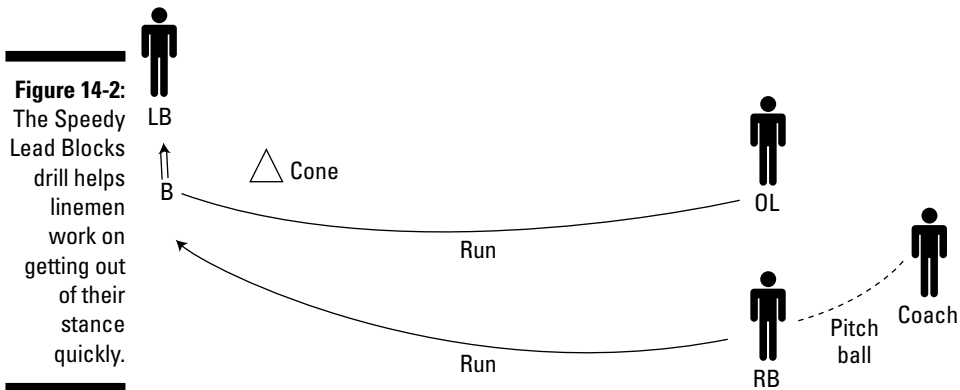 Figure 14-2:
The Speedy
Lead Blocks
drill helps
linemen
work on
getting out
of their
stance
quickly.
LB
B
Cone
Run
OL
Run
RB
Pitch
ball
Coach